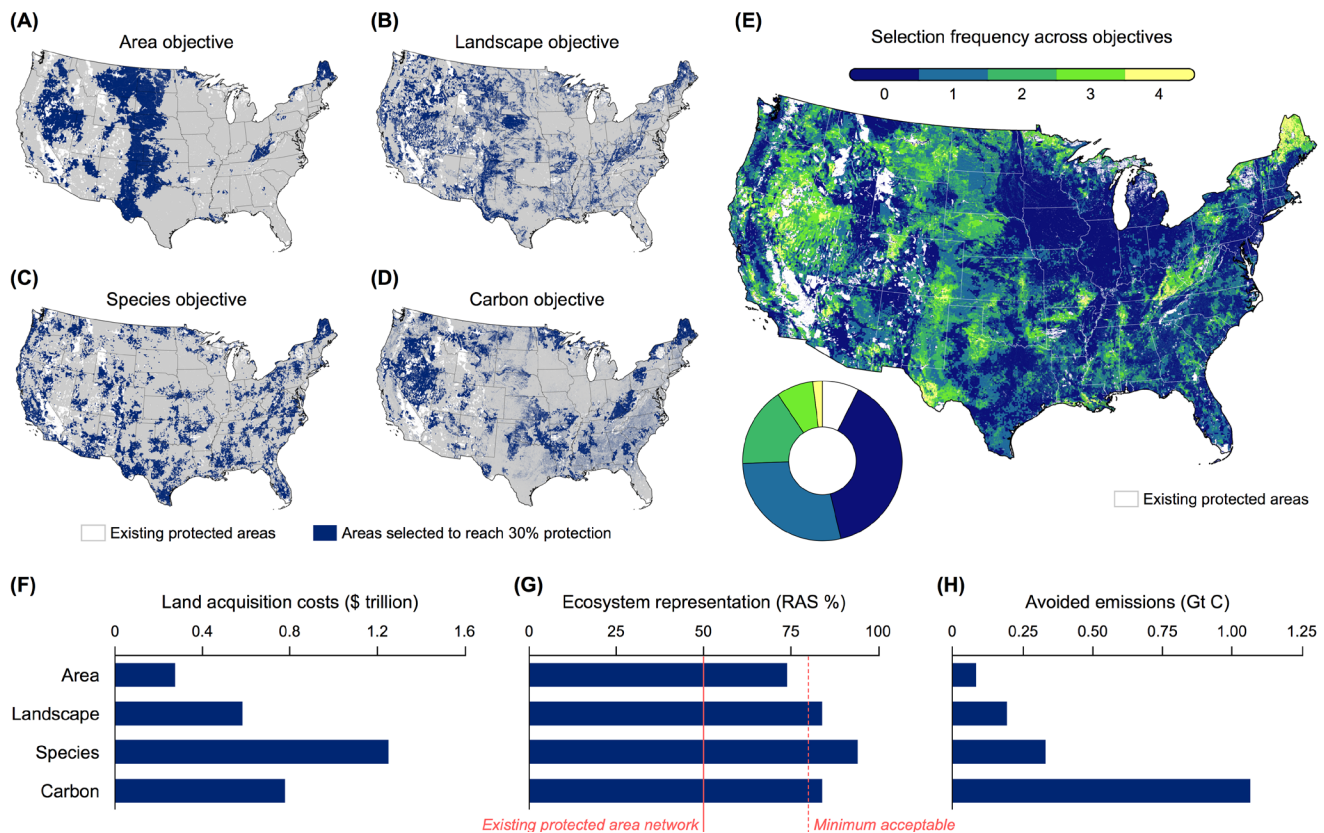 (A)
Area objective
(B)
Landscape objective
(C)
Species objective
(D)
Carbon objective
Existing protected areas
Areas selected to reach 30% protection
(E)
Selection frequency across objectives
0 1 2 3 4
Existing protected areas
(F)
Land acquisition costs ($ trillion)
0 0.4 0.8 1.2 1.6
Area
Landscape
Species
Carbon
(G)
Ecosystem representation (RAS %)
0 25 50 75 100
Existing protected area network
Minimum acceptable
(H)
Avoided emissions (Gt C)
0 0.25 0.50 0.75 1.00 1.25